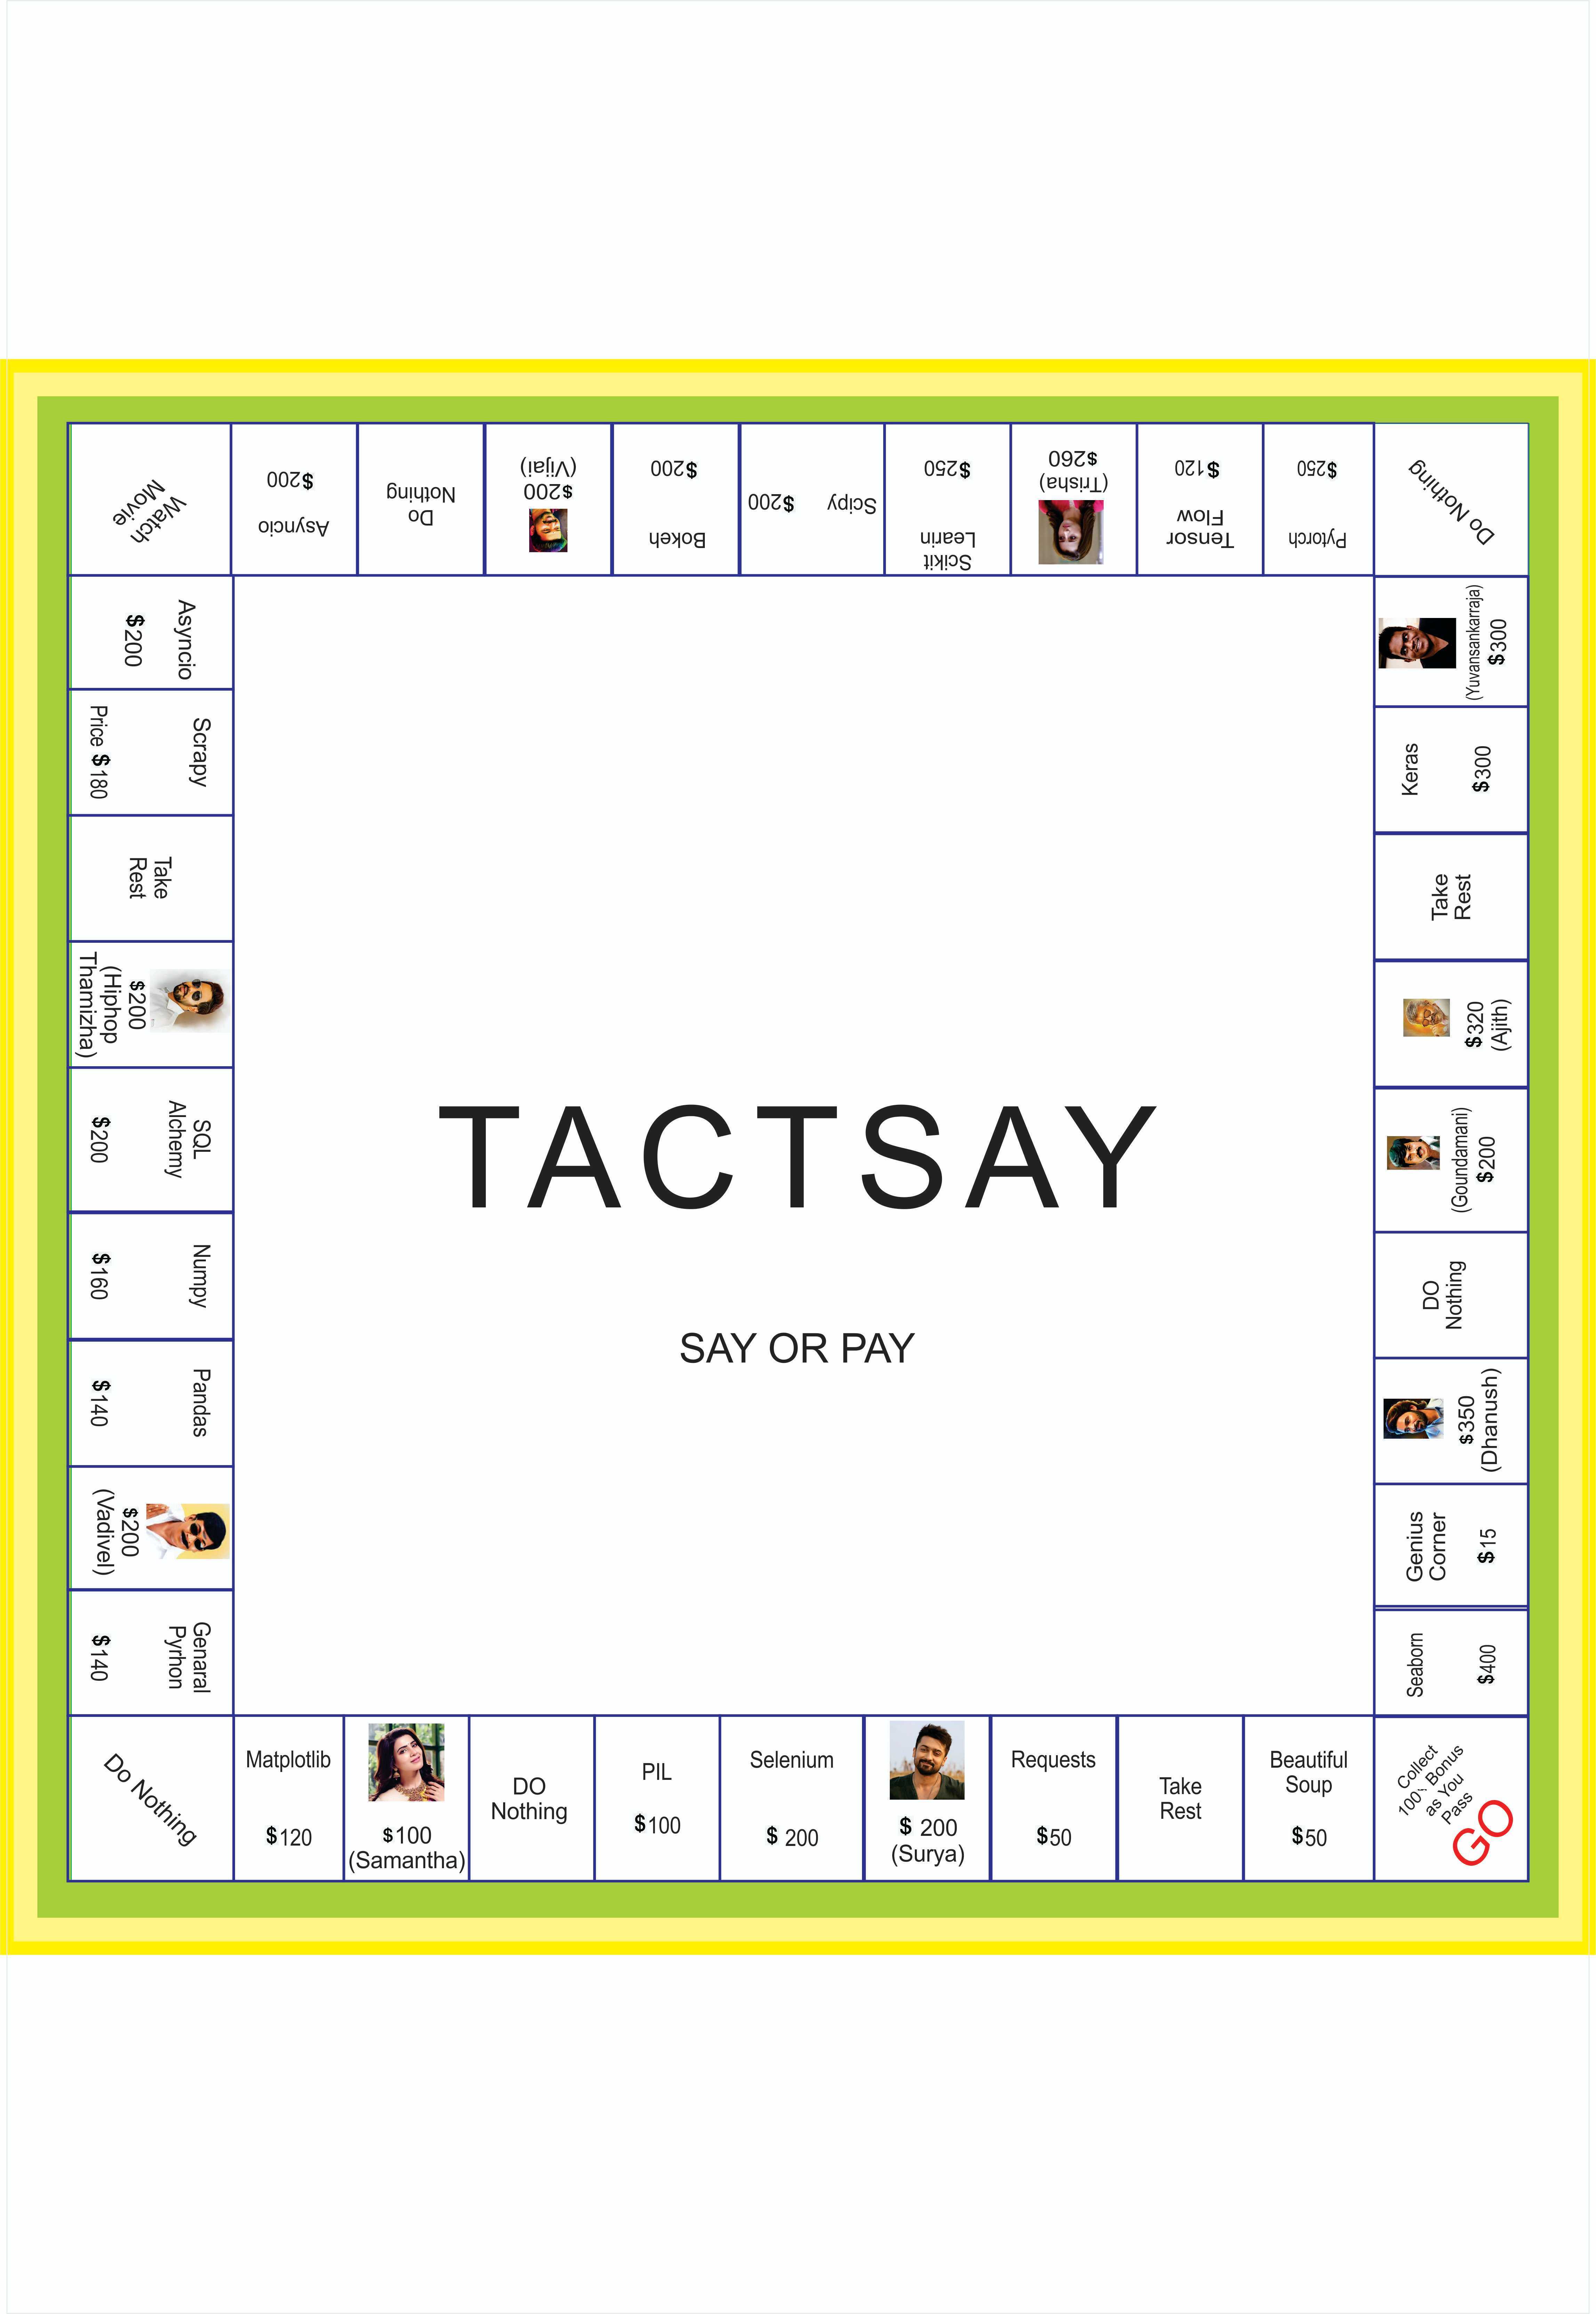 Watch
Movie
Asyncio
$200
Do
Nothing
$200
(Vijai)
Bokeh
$200
Scipy
$200
Scikit
Learin
$250
(Trisha)
$260
Tensor
Flow
$120
Pytorch
$250
Do Nothing
(Yuvansankarraja)
$300
Keras
$300
Take
Rest
$320
(Ajith)
(Goundamani)
$200
DO
Nothing
$350
(Dhanush)
Genius
Corner
$15
Seaborn
$400
Asyncio
$200
Scrapy
Price $180
Take
Rest
$200
(Hiphop
Thamizha)
SQL
Alchemy
$200
Numpy
$160
Pandas
$140
$200
(Vadivel)
Genaral
Pyrhon
$140
TACTSAY
SAY OR PAY
Do Nothing
Matplotlib
$120
$100
(Samantha)
DO
Nothing
PIL
$100
Selenium
$ 200
$ 200
(Surya)
Requests
$50
Take
Rest
Beautiful
Soup
$50
Collect
100% Bonus
as You
Pass
GO